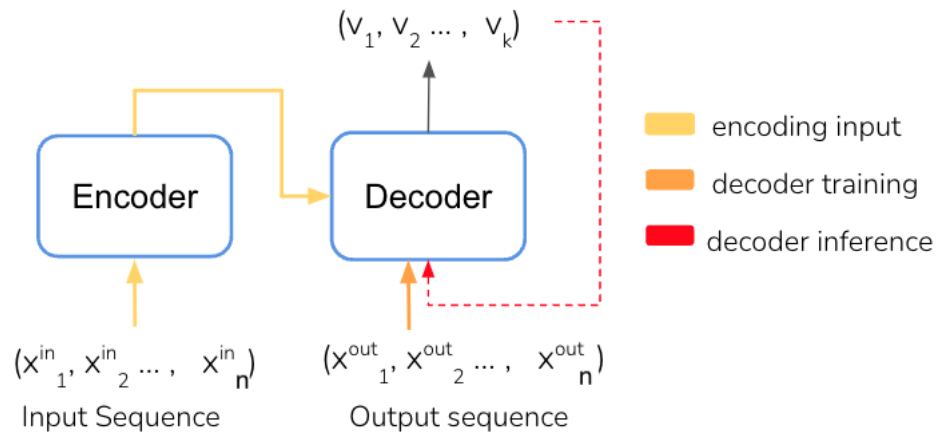 (v₁, v₂ ... , vₖ)
encoding input
Encoder
Decoder
decoder training
decoder inference
(xⁱⁿ₁, xⁱⁿ₂ ... , xⁱⁿₙ)
(xᵒᵘᵗ₁, xᵒᵘᵗ₂ ... , xᵒᵘᵗₙ)
Input Sequence
Output sequence